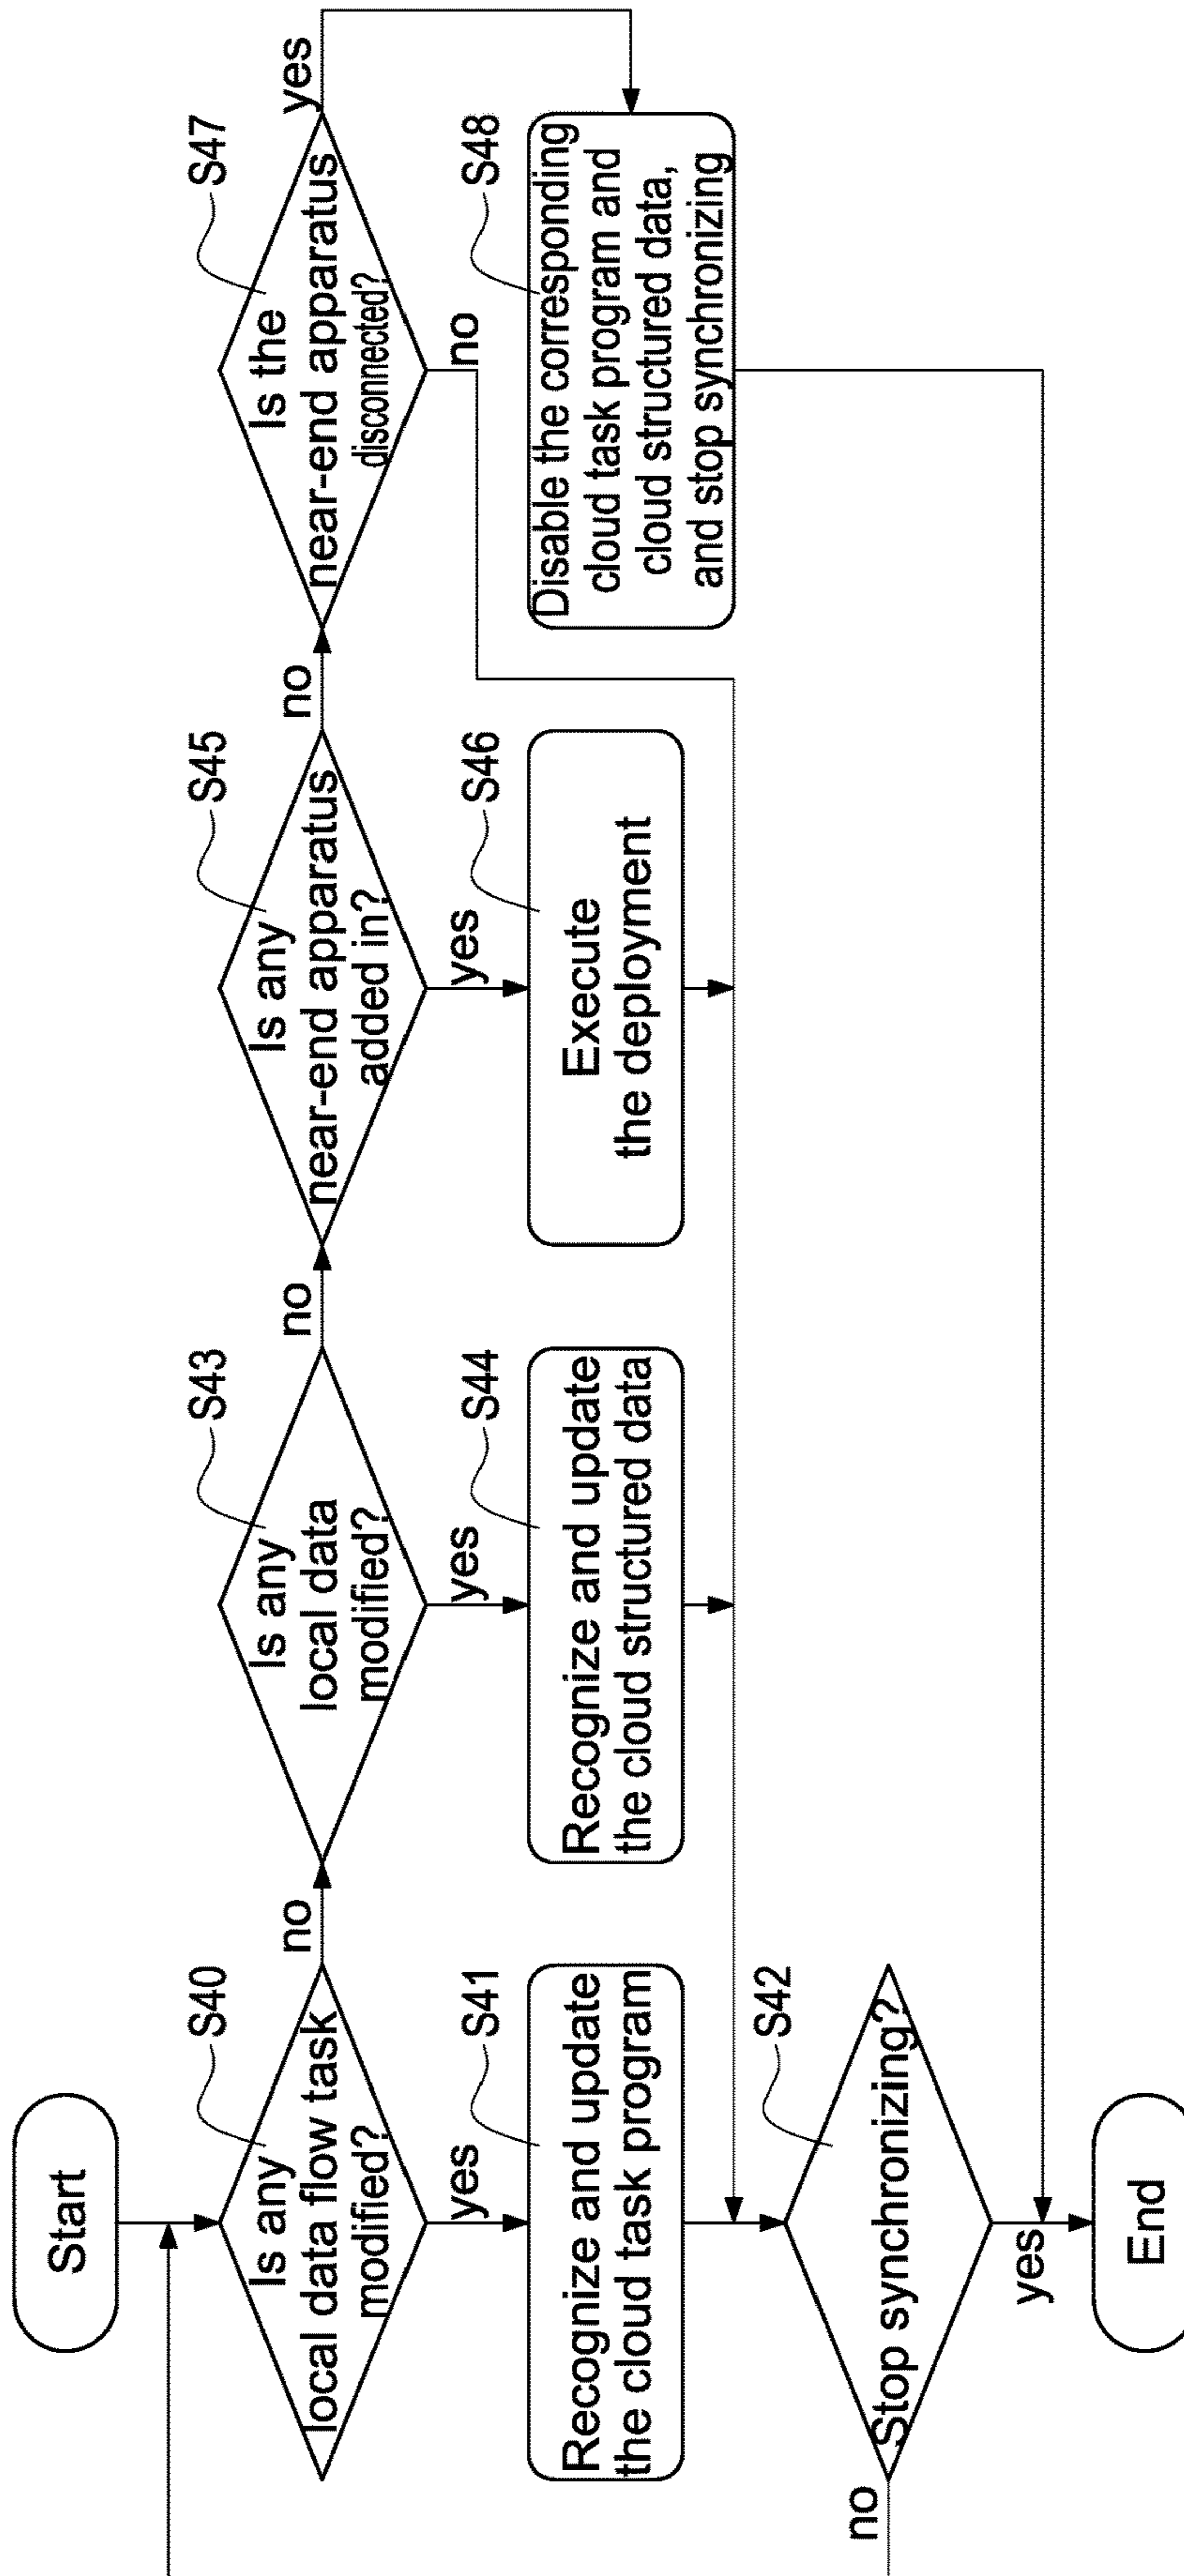 Start
S40
Is any
local data flow task
modified?
no
yes
S41
Recognize and update
the cloud task program
S42
Stop synchronizing?
no
yes
End
S43
Is any
local data
modified?
no
yes
S44
Recognize and update
the cloud structured data
S45
Is any
near-end apparatus
added in?
no
yes
S46
Execute
the deployment
S47
Is the
near-end apparatus
disconnected?
yes
no
S48
Disable the corresponding
cloud task program and
cloud structured data,
and stop synchronizing